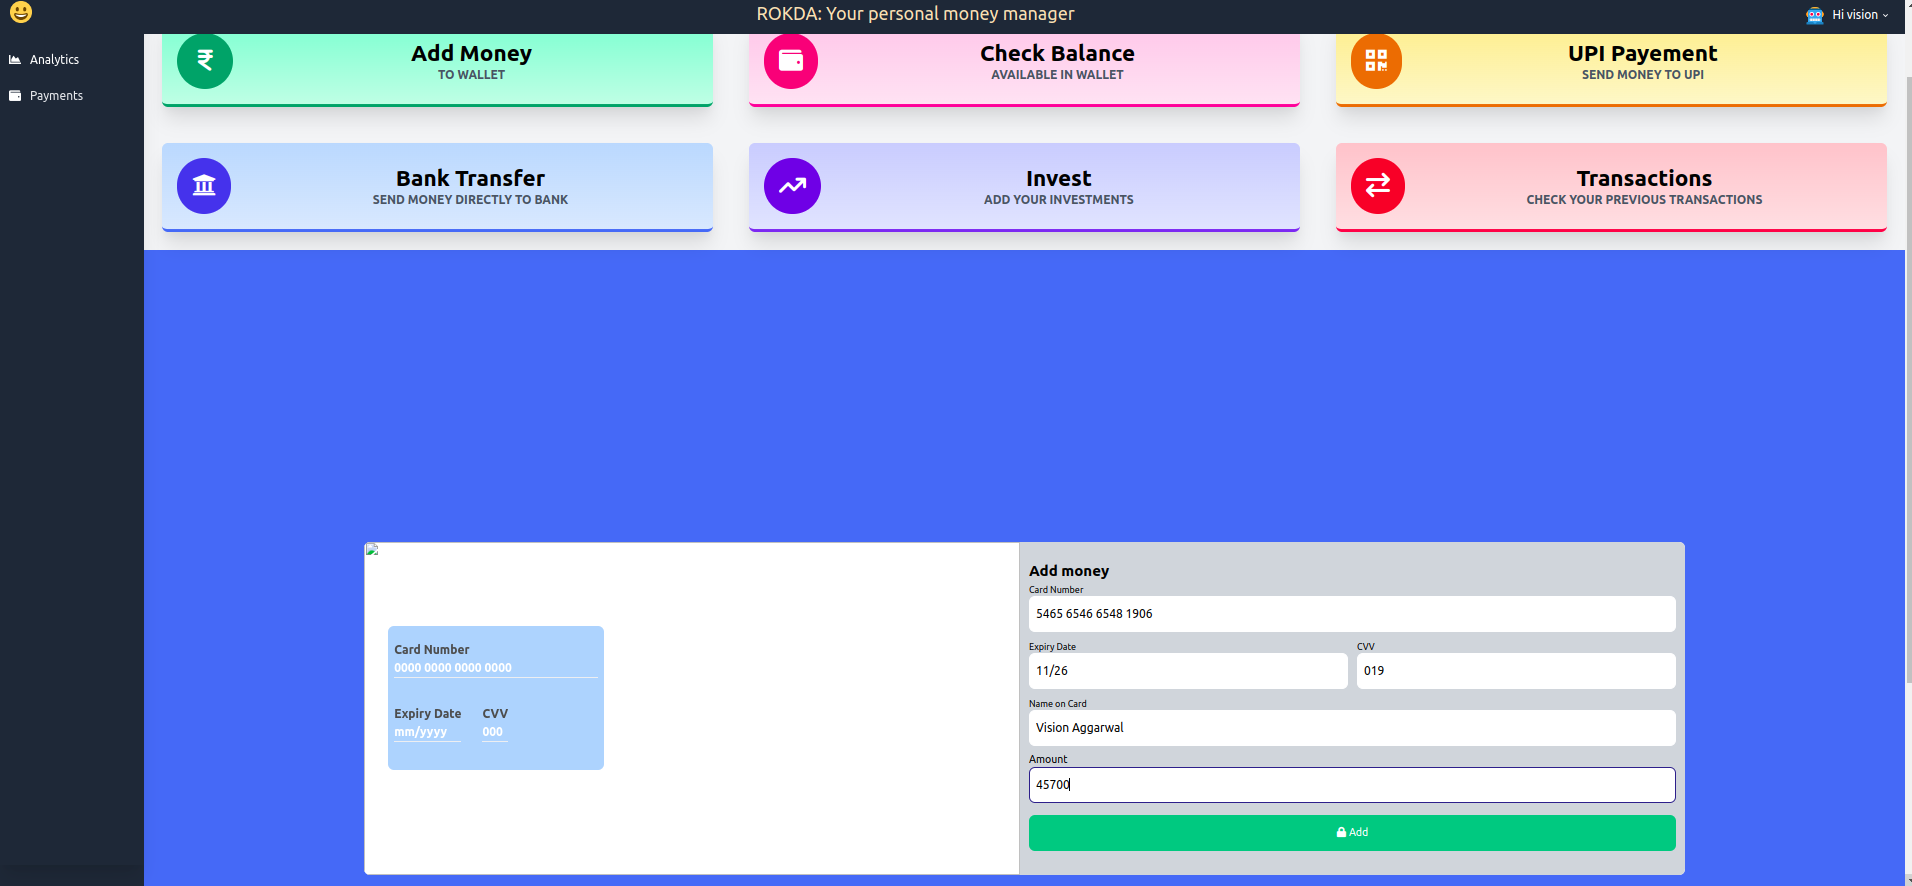 ROKDA: Your personal money manager
Hi vision
Analytics
Payments
Add Money
TO WALLET
Check Balance
AVAILABLE IN WALLET
UPI Payement
SEND MONEY TO UPI
Bank Transfer
SEND MONEY DIRECTLY TO BANK
Invest
ADD YOUR INVESTMENTS
Transactions
CHECK YOUR PREVIOUS TRANSACTIONS
Card Number
0000 0000 0000 0000
Expiry Date CVV
mm/yyyy 000
Add money
Card Number
5465 6546 6548 1906
Expiry Date CVV
11/26 019
Name on Card
Vision Aggarwal
Amount
45700
Add